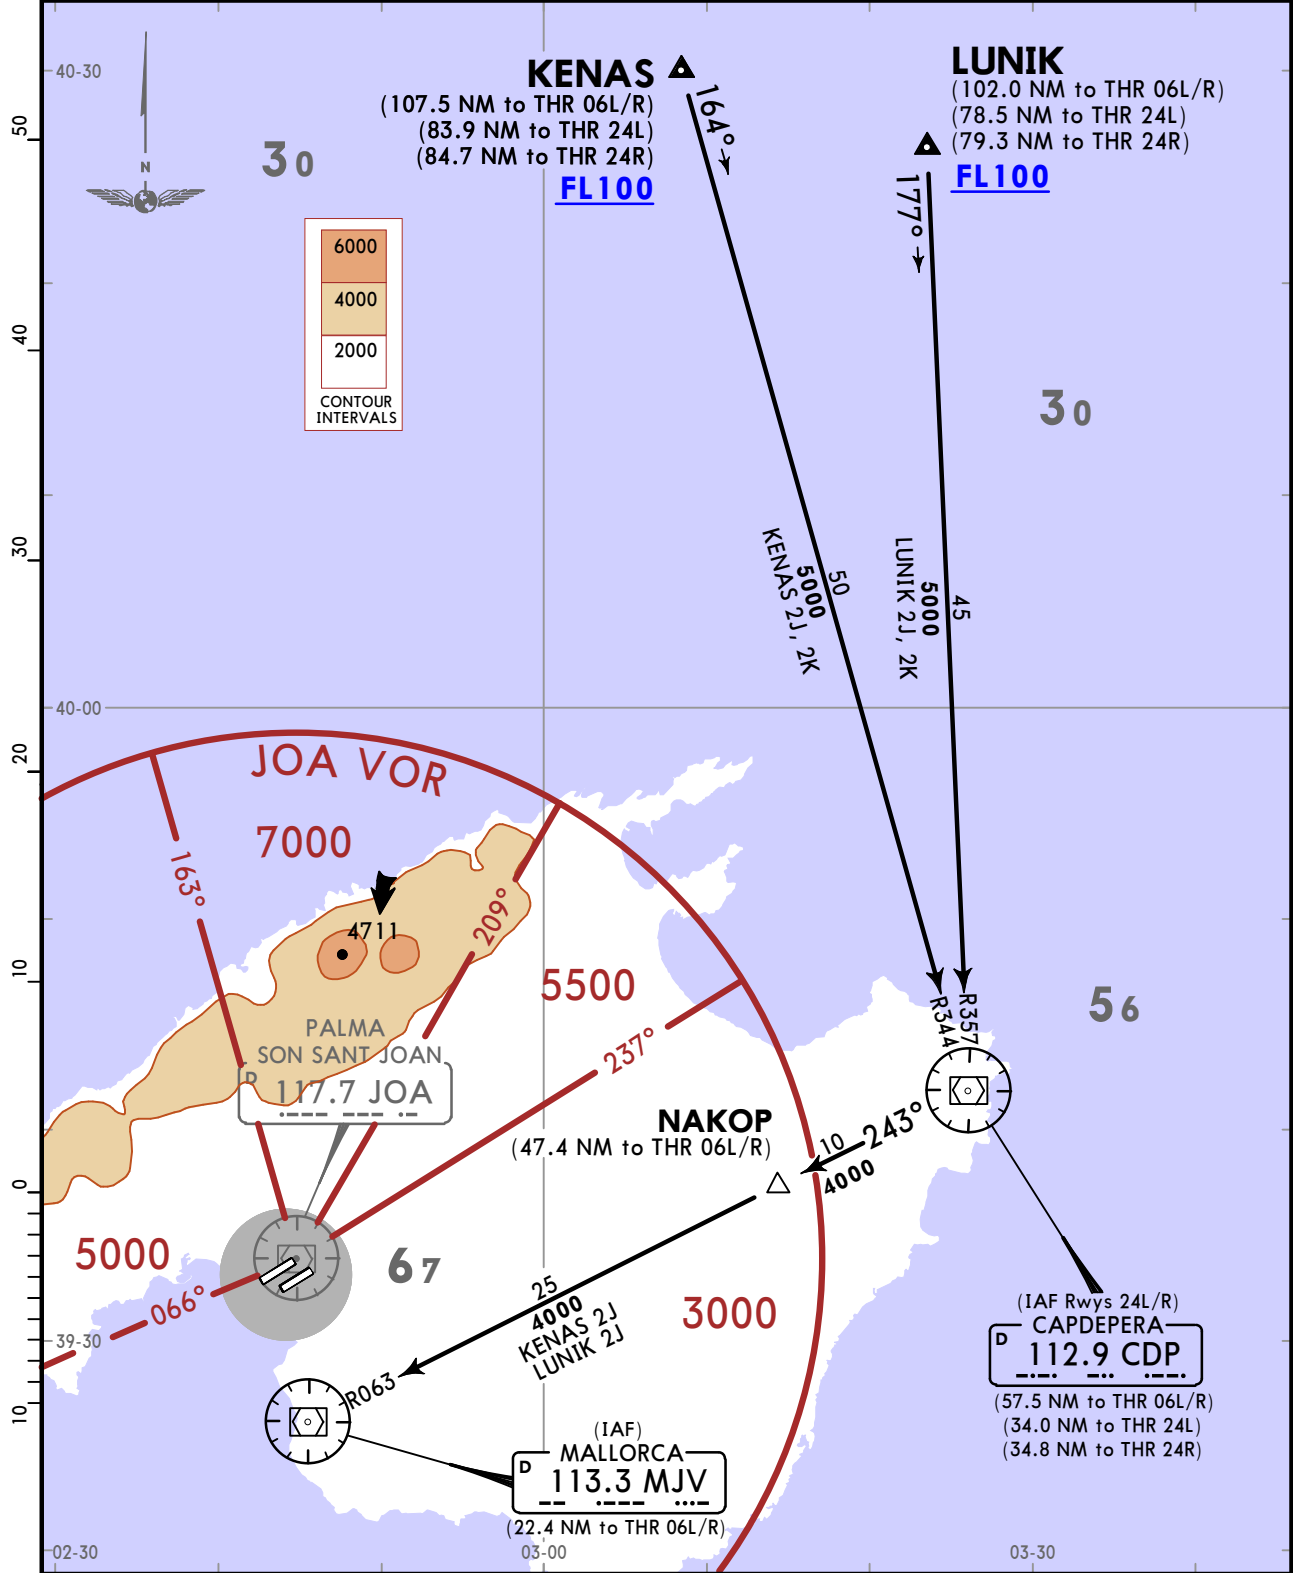 40-30
50
N
30
KENAS
(107.5 NM to THR 06L/R)
(83.9 NM to THR 24L)
(84.7 NM to THR 24R)
FL100
164°
LUNIK
(102.0 NM to THR 06L/R)
(78.5 NM to THR 24L)
(79.3 NM to THR 24R)
FL100
177°
6000
4000
2000
CONTOUR
INTERVALS
40
30
30
50
5000
KENAS 2J, 2K
45
5000
LUNIK 2J, 2K
40-00
20
JOA VOR
7000
163°
4711
209°
10
5500
56
R344
R357
PALMA
SON SANT JOAN
D
117.7 JOA
237°
NAKOP
(47.4 NM to THR 06L/R)
10
243°
4000
0
5000
67
066°
25
4000
KENAS 2J
LUNIK 2J
3000
(IAF Rwys 24L/R)
CAPDEPERA
D
112.9 CDP
(57.5 NM to THR 06L/R)
(34.0 NM to THR 24L)
(34.8 NM to THR 24R)
39-30
10
R063
(IAF)
MALLORCA
D
113.3 MJV
(22.4 NM to THR 06L/R)
02-30
03-00
03-30